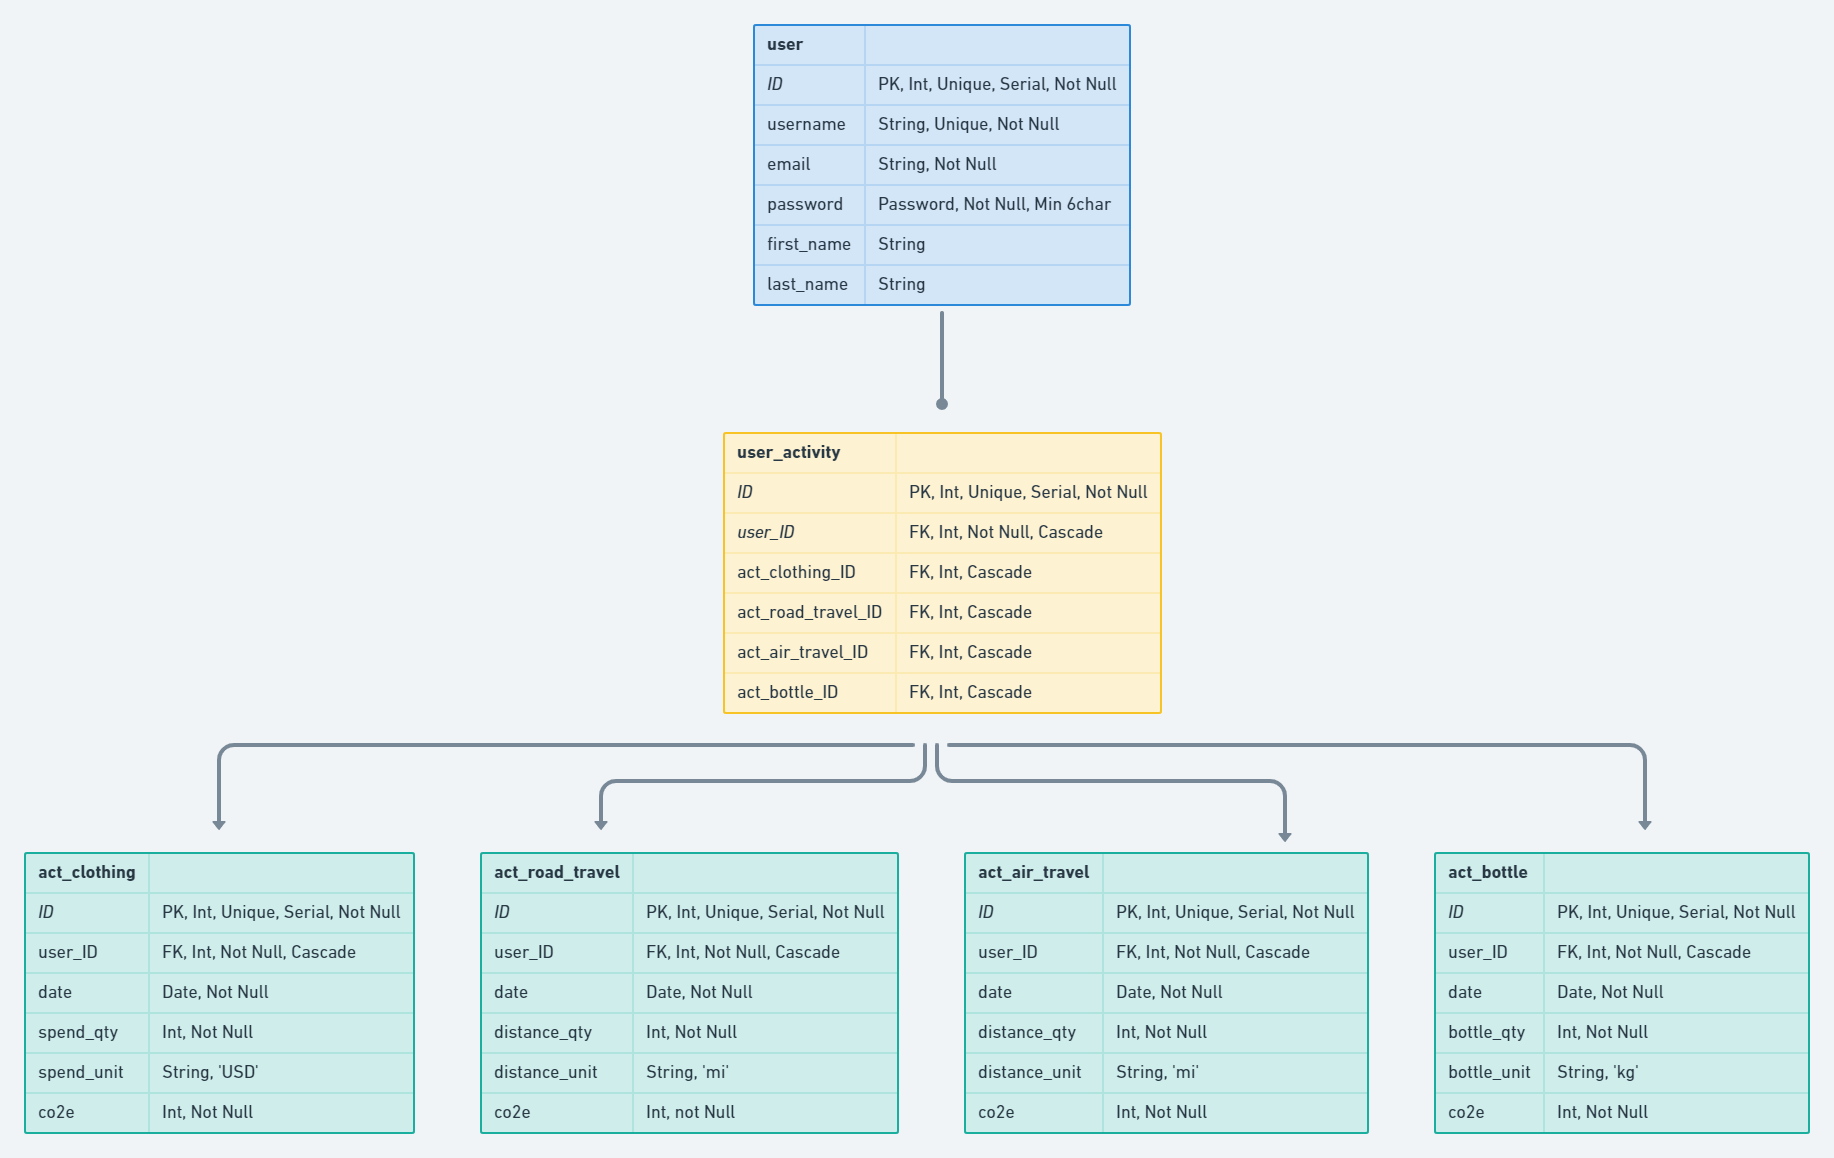 user
ID PK, Int, Unique, Serial, Not Null
username String, Unique, Not Null
email String, Not Null
password Password, Not Null, Min 6char
first_name String
last_name String
user_activity
ID PK, Int, Unique, Serial, Not Null
user_ID FK, Int, Not Null, Cascade
act_clothing_ID FK, Int, Cascade
act_road_travel_ID FK, Int, Cascade
act_air_travel_ID FK, Int, Cascade
act_bottle_ID FK, Int, Cascade
act_clothing
ID PK, Int, Unique, Serial, Not Null
user_ID FK, Int, Not Null, Cascade
date Date, Not Null
spend_qty Int, Not Null
spend_unit String, 'USD'
co2e Int, Not Null
act_road_travel
ID PK, Int, Unique, Serial, Not Null
user_ID FK, Int, Not Null, Cascade
date Date, Not Null
distance_qty Int, Not Null
distance_unit String, 'mi'
co2e Int, not Null
act_air_travel
ID PK, Int, Unique, Serial, Not Null
user_ID FK, Int, Not Null, Cascade
date Date, Not Null
distance_qty Int, Not Null
distance_unit String, 'mi'
co2e Int, Not Null
act_bottle
ID PK, Int, Unique, Serial, Not Null
user_ID FK, Int, Not Null, Cascade
date Date, Not Null
bottle_qty Int, Not Null
bottle_unit String, 'kg'
co2e Int, Not Null